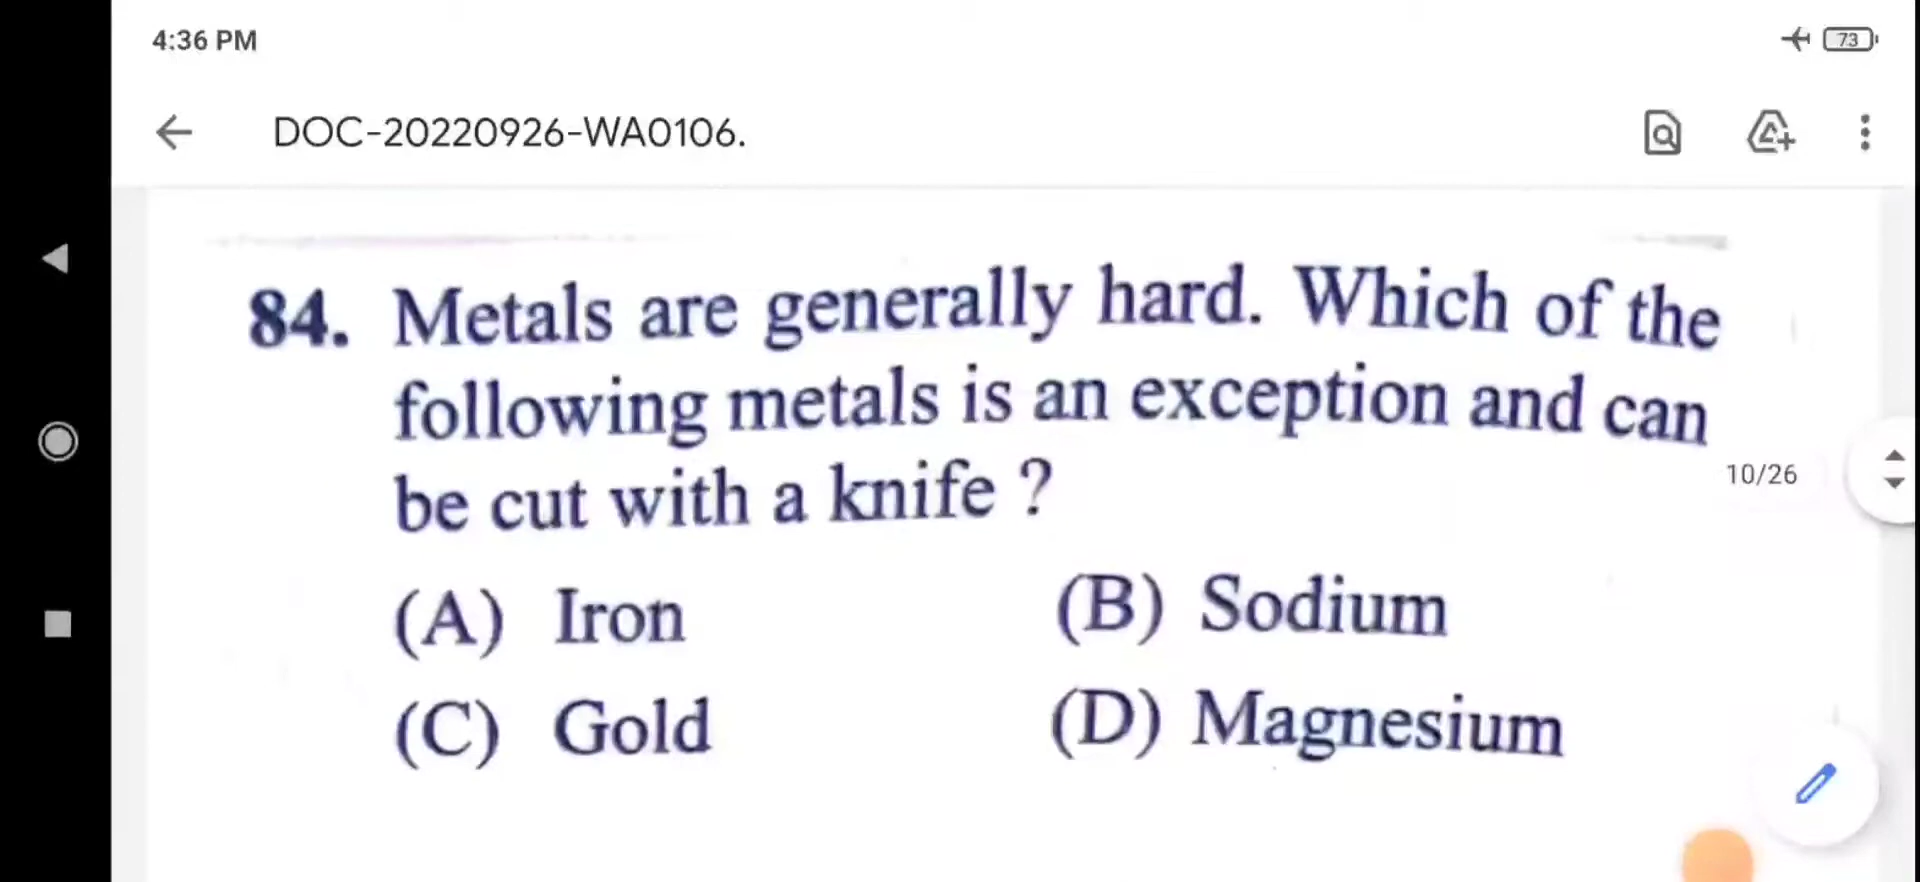 4:36 PM
73
DOC-20220926-WA0106.
84. Metals are generally hard. Which of the
following metals is an exception and can
be cut with a knife ?
10/26
(A) Iron (B) Sodium
(C) Gold (D) Magnesium